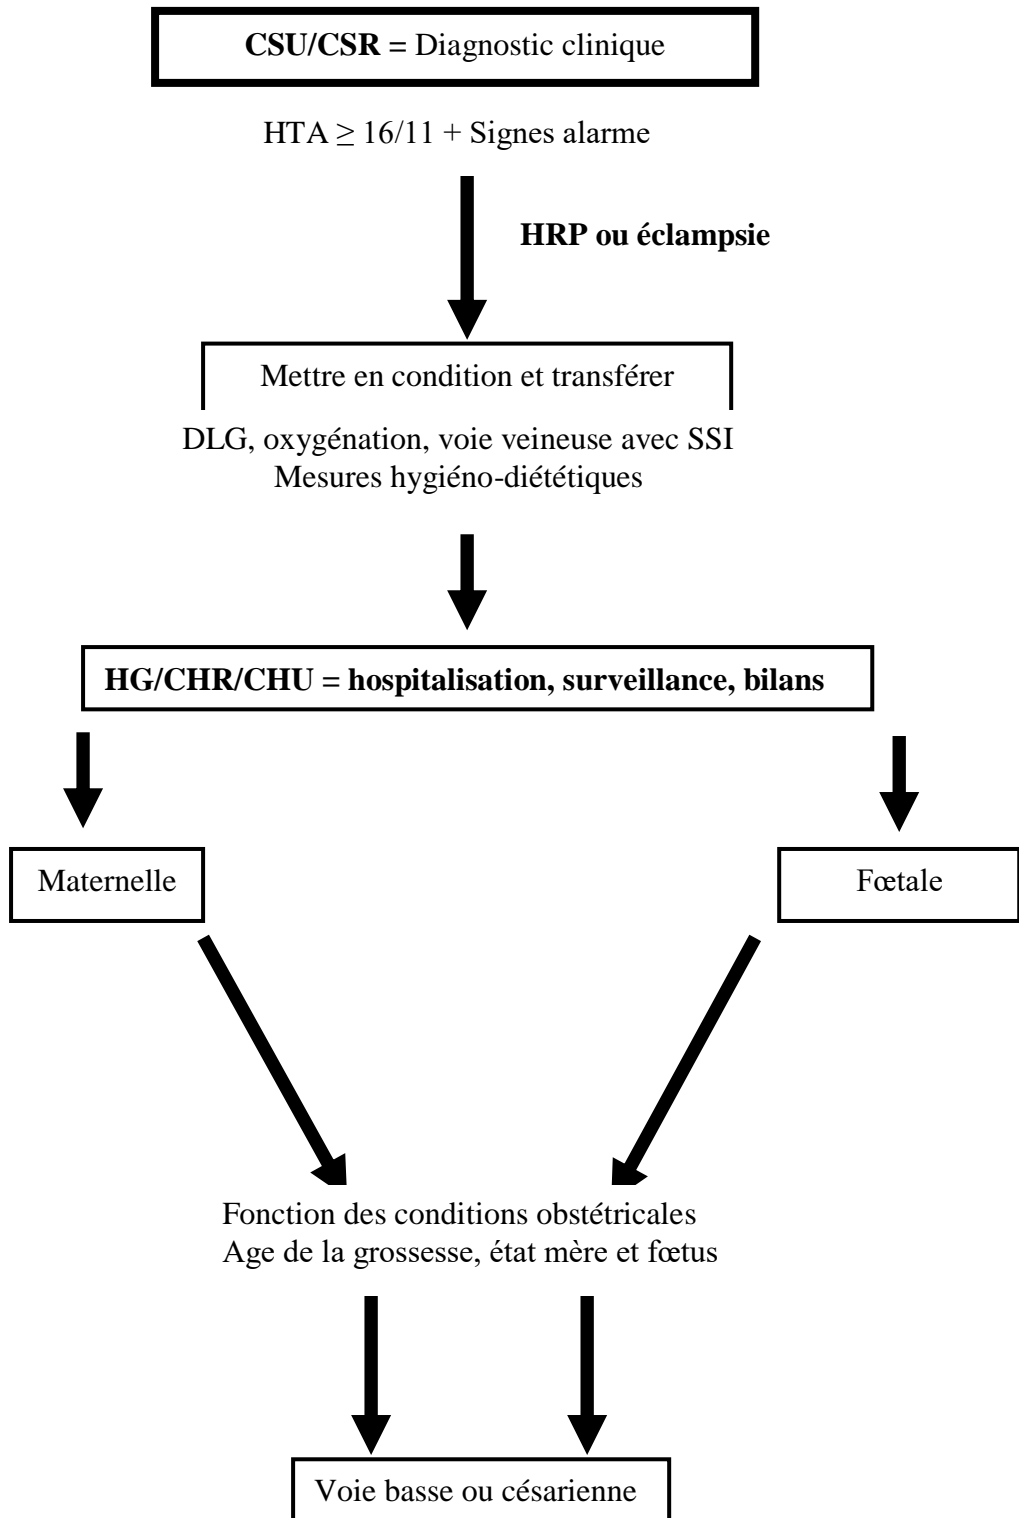 CSU/CSR = Diagnostic clinique
HTA ≥ 16/11 + Signes alarme
HRP ou éclampsie
Mettre en condition et transférer
DLG, oxygénation, voie veineuse avec SSI
Mesures hygiéno-diététiques
HG/CHR/CHU = hospitalisation, surveillance, bilans
Maternelle
Fœtale
Fonction des conditions obstétricales
Age de la grossesse, état mère et fœtus
Voie basse ou césarienne